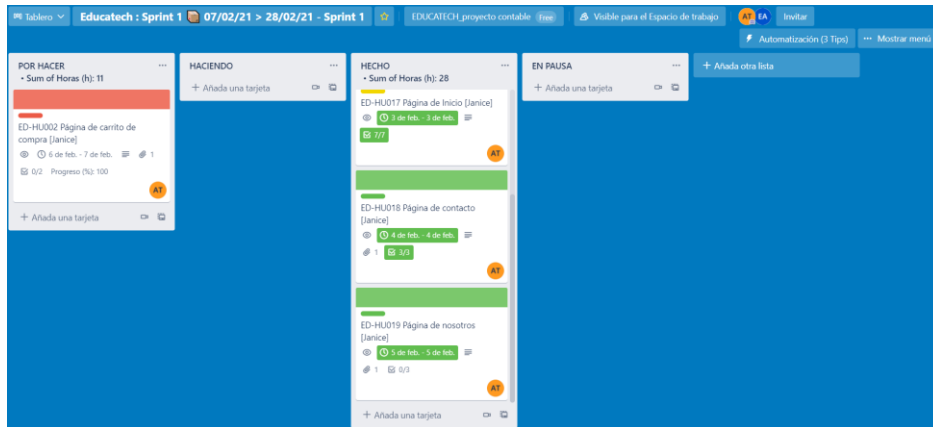 Tablero
Educatech : Sprint 1 07/02/21 > 28/02/21 - Sprint 1
EDUCATECH_proyecto contable Free
Visible para el Espacio de trabajo
AT EA
Invitar
Automatización (3 Tips)
··· Mostrar menú
POR HACER ···
• Sum of Horas (h): 11
ED-HU002 Página de carrito de
compra [Janice]
6 de feb. - 7 de feb. 1
0/2 Progreso (%): 100
AT
+ Añada una tarjeta
HACIENDO ···
+ Añada una tarjeta
HECHO ···
• Sum of Horas (h): 28
ED-HU017 Página de Inicio [Janice]
3 de feb. - 3 de feb.
7/7
AT
ED-HU018 Página de contacto
[Janice]
4 de feb. - 4 de feb.
1 3/3
AT
ED-HU019 Página de nosotros
[Janice]
5 de feb. - 5 de feb.
1 0/3
AT
+ Añada una tarjeta
EN PAUSA ···
+ Añada una tarjeta
+ Añada otra lista